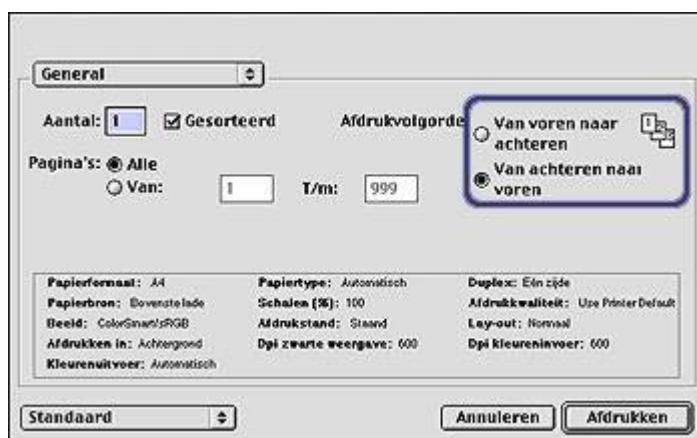 General
Aantal: 1 Gesorteerd Afdrukvolgorde Van voren naar
achteren
Pagina's: Alle Van achteren naar
Van: 1 T/m: 999 voren
Papierformaat: A4 Papiertype: Automatisch Duplex: Eén zijde
Papierbron: Bovenste lade Schalen (%): 100 Afdrukkwaliteit: Use Printer Default
Beeld: ColorSmart/sRGB Afdrukstand: Staand Lay-out: Normaal
Afdrukken in: Achtergrond Dpi zwarte weergave: 600 Dpi kleureninvoer: 600
Kleurenuitvoer: Automatisch
Standaard Annuleren Afdrukken